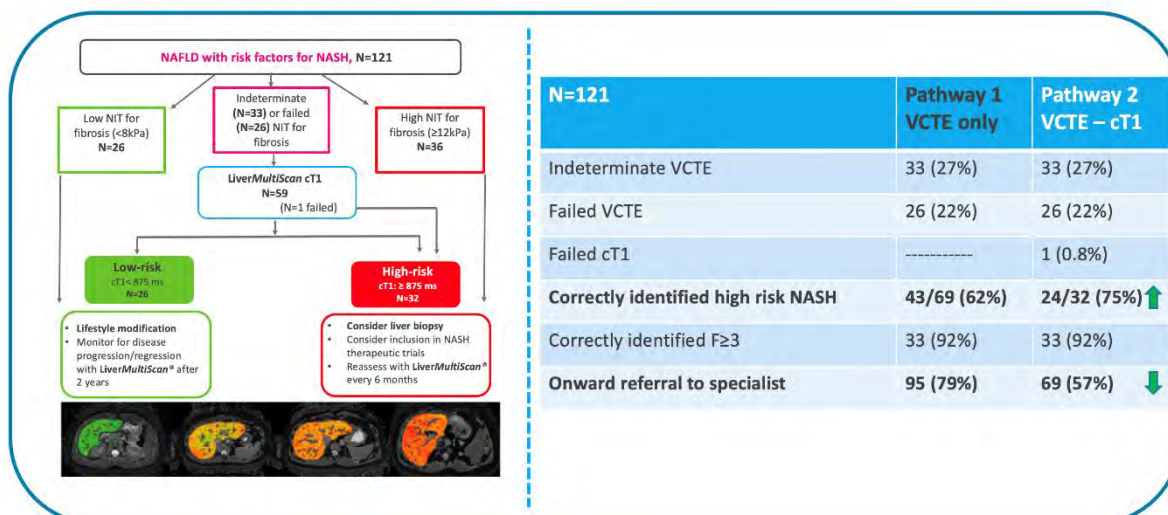 NAFLD with risk factors for NASH, N=121
Low NIT for
fibrosis (<8kPa)
N=26
Indeterminate
(N=33) or failed
(N=26) NIT for
fibrosis
High NIT for
fibrosis (≥12kPa)
N=36
LiverMultiScan cT1
N=59
(N=1 failed)
Low-risk
cT1< 875 ms
N=26
High-risk
cT1: ≥ 875 ms
N=32
• Lifestyle modification
• Monitor for disease
progression/regression
with LiverMultiScan® after
2 years
• Consider liver biopsy
• Consider inclusion in NASH
therapeutic trials
• Reassess with LiverMultiScan®
every 6 months
N=121 Pathway 1 VCTE only Pathway 2 VCTE – cT1
Indeterminate VCTE 33 (27%) 33 (27%)
Failed VCTE 26 (22%) 26 (22%)
Failed cT1 ----------- 1 (0.8%)
Correctly identified high risk NASH 43/69 (62%) 24/32 (75%)
Correctly identified F≥3 33 (92%) 33 (92%)
Onward referral to specialist 95 (79%) 69 (57%)